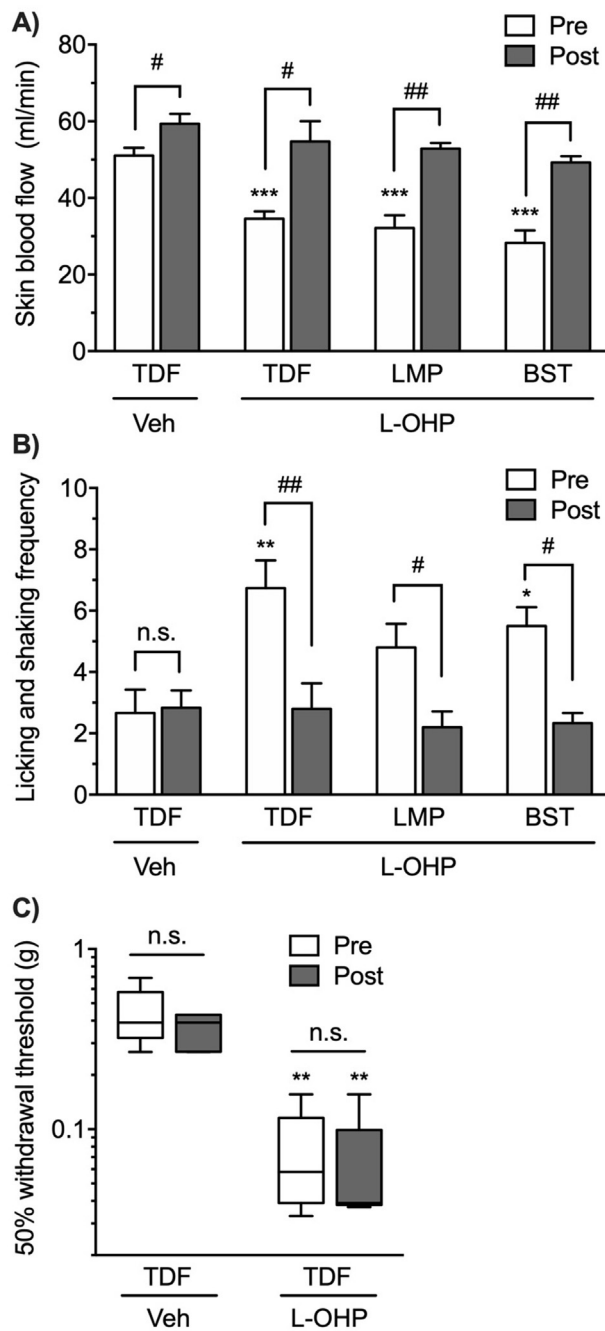 A)
Pre
Post
Skin blood flow (ml/min)
80
60
40
20
0
#
#
##
##
***
***
***
TDF
TDF
LMP
BST
Veh
L-OHP
B)
Pre
Post
Licking and shaking frequency
10
8
6
4
2
0
n.s.
##
**
#
#
*
TDF
TDF
LMP
BST
Veh
L-OHP
C)
Pre
Post
50% withdrawal threshold (g)
1
0.1
n.s.
n.s.
**
**
TDF
TDF
Veh
L-OHP